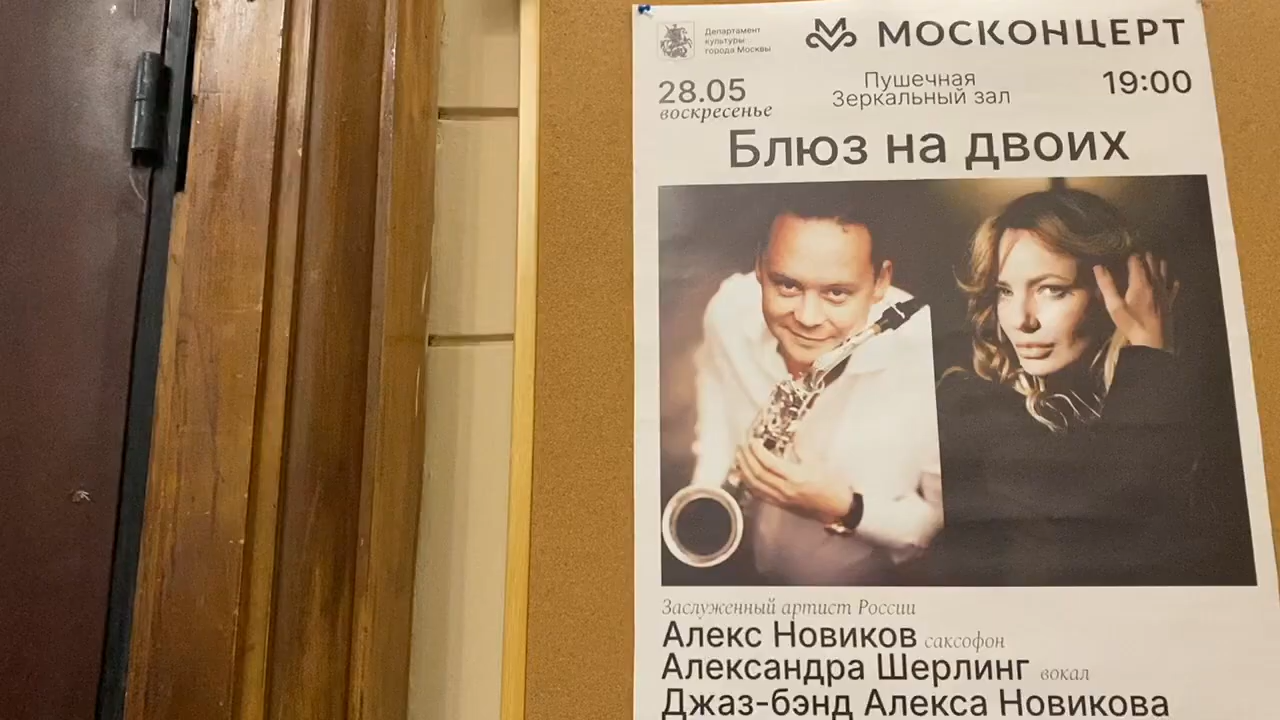 Департамент
культуры
города Москвы
МОСКОНЦЕРТ
28.05
воскресенье
Пушечная
Зеркальный зал
19:00
Блюз на двоих
Заслуженный артист России
Алекс Новиков саксофон
Александра Шерлинг вокал
Джаз-бэнд Алекса Новикова